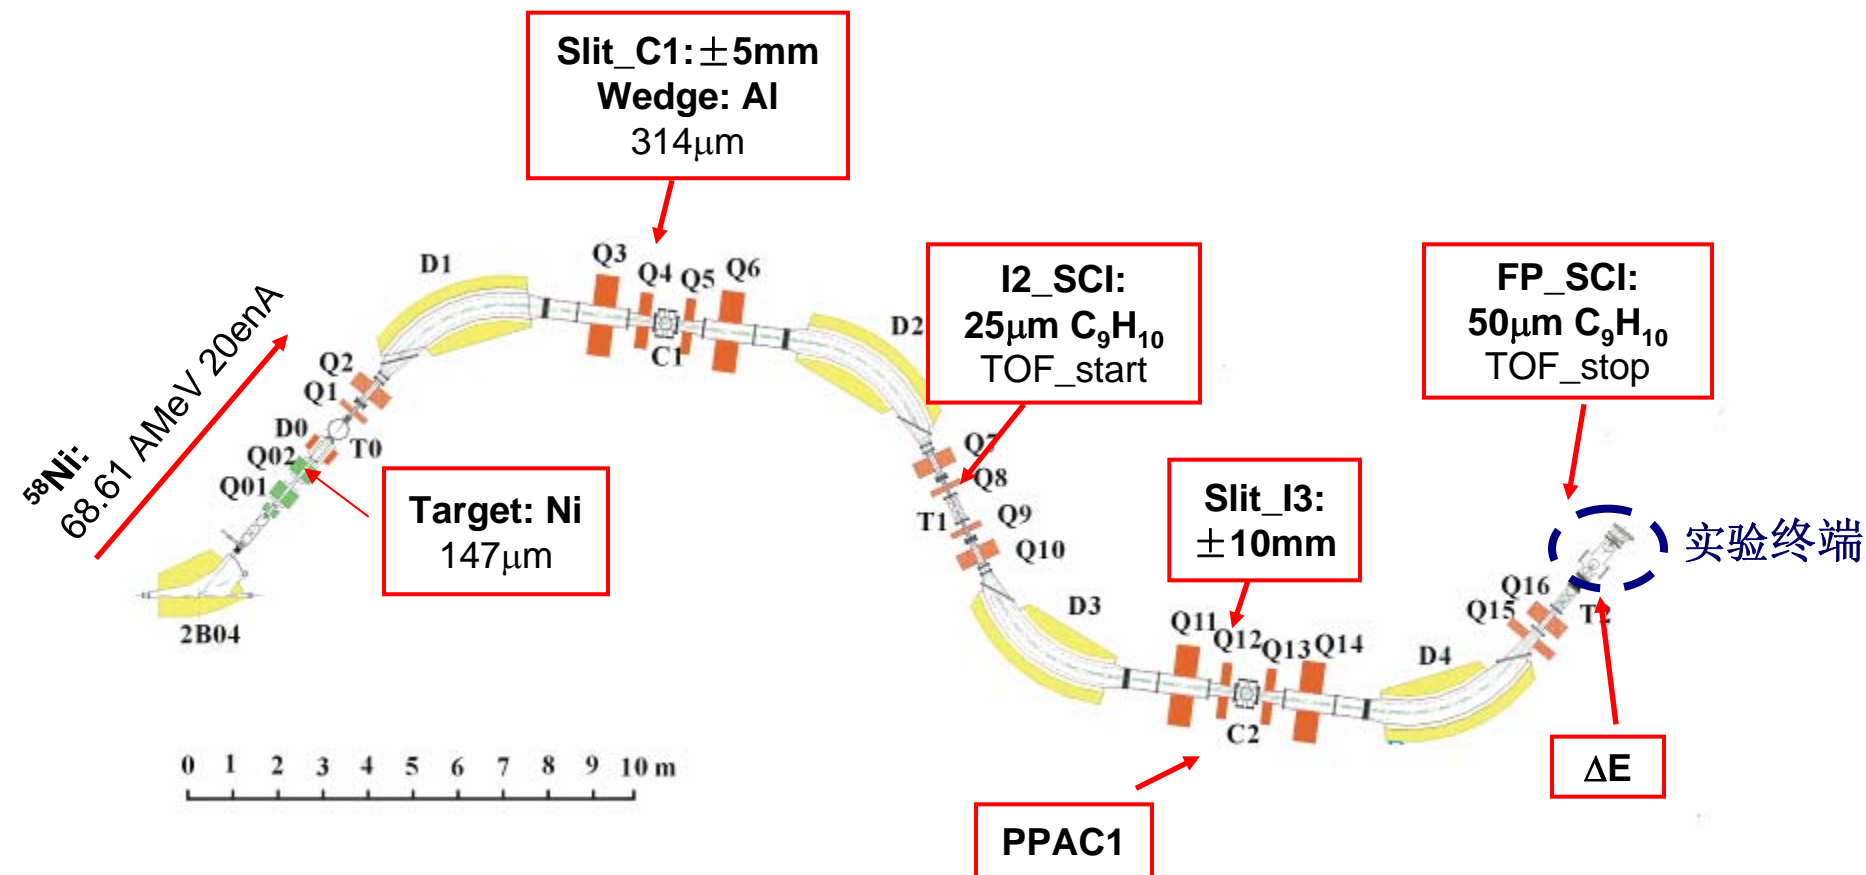 Slit_C1:±5mm
Wedge: Al
314μm
D1
Q3
Q4
Q5
Q6
C1
D2
I2_SCI:
25μm C₉H₁₀
TOF_start
FP_SCI:
50μm C₉H₁₀
TOF_stop
⁵⁸Ni:
68.61 AMeV 20enA
Q2
Q1
D0
T0
Q02
Q01
2B04
Target: Ni
147μm
Q7
Q8
T1
Q9
Q10
Slit_I3:
±10mm
实验终端
D3
Q11
Q12
Q13
Q14
C2
D4
Q16
Q15
T2
ΔE
PPAC1
0 1 2 3 4 5 6 7 8 9 10 m